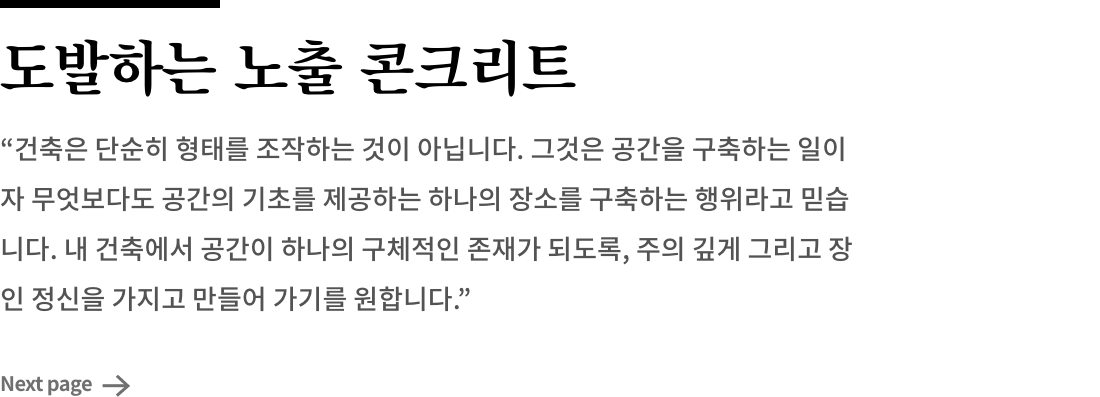 도발하는 노출 콘크리트
“건축은 단순히 형태를 조작하는 것이 아닙니다. 그것은 공간을 구축하는 일이
자 무엇보다도 공간의 기초를 제공하는 하나의 장소를 구축하는 행위라고 믿습
니다. 내 건축에서 공간이 하나의 구체적인 존재가 되도록, 주의 깊게 그리고 장
인 정신을 가지고 만들어 가기를 원합니다.”
Next page